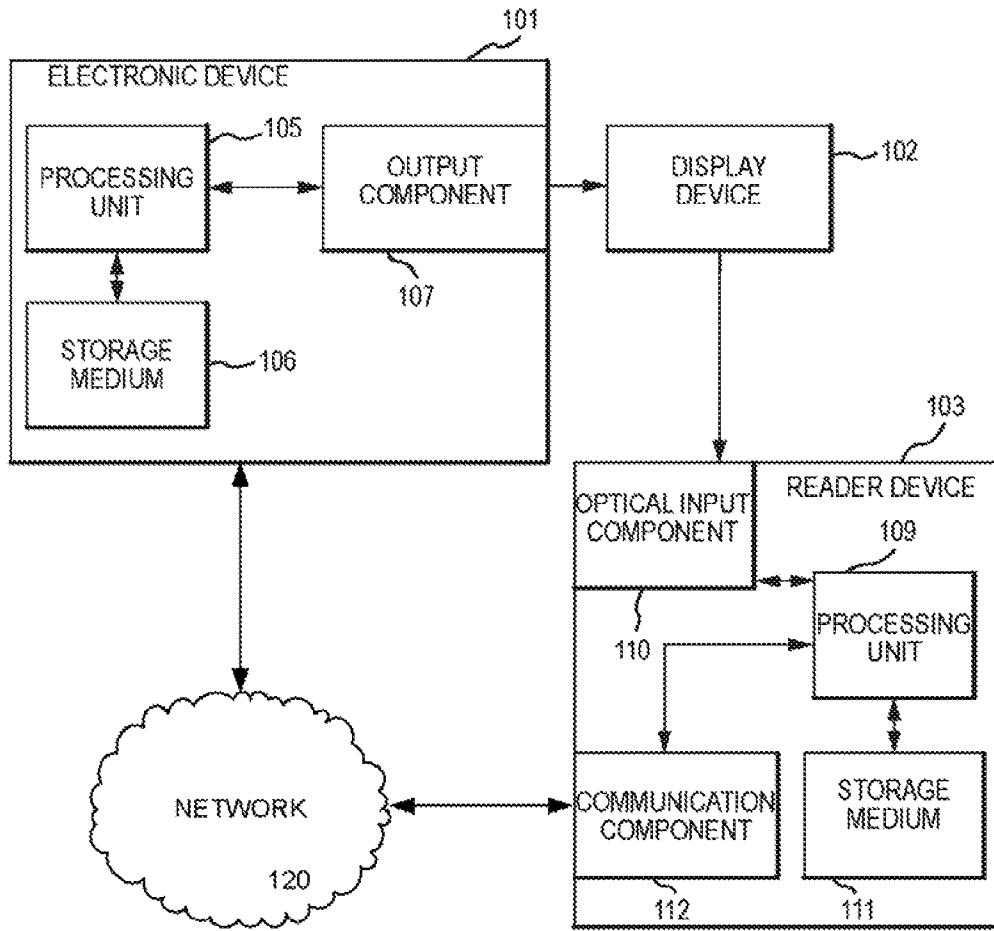 101
ELECTRONIC DEVICE
105
PROCESSING
UNIT
OUTPUT
COMPONENT
107
STORAGE
MEDIUM
106
DISPLAY
DEVICE
102
103
OPTICAL INPUT
COMPONENT
110
READER DEVICE
109
PROCESSING
UNIT
NETWORK
120
COMMUNICATION
COMPONENT
112
STORAGE
MEDIUM
111